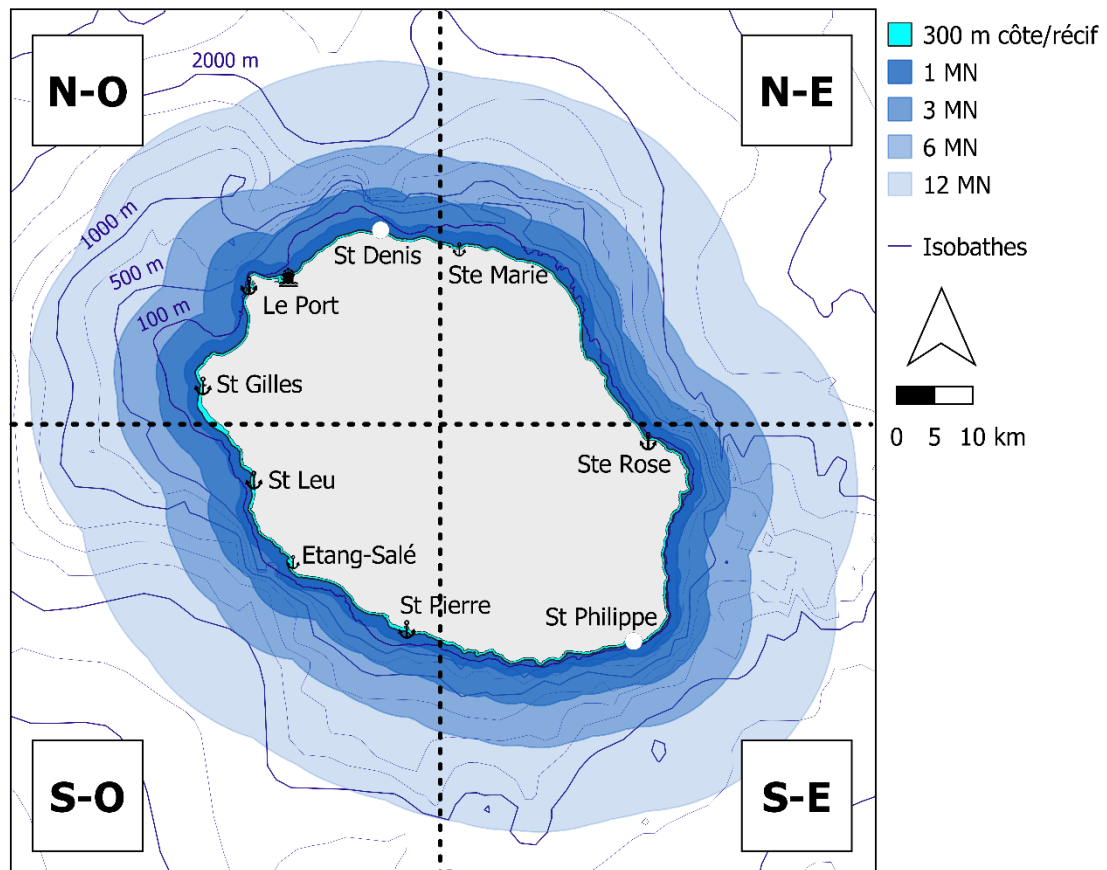 2000 m
N-O
N-E
1000 m
500 m
100 m
St Denis
Ste Marie
Le Port
St Gilles
Ste Rose
St Leu
Etang-Salé
St Pierre
St Philippe
S-O
S-E
300 m côte/récif
1 MN
3 MN
6 MN
12 MN
Isobathes
0 5 10 km